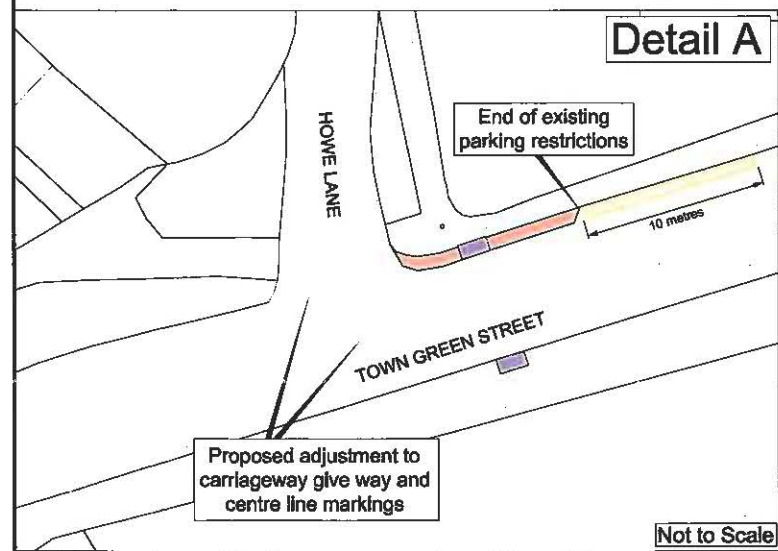 Detail A
End of existing
parking restrictions
HOWE LANE
10 metres
TOWN GREEN STREET
Proposed adjustment to
carriageway give way and
centre line markings
Not to Scale